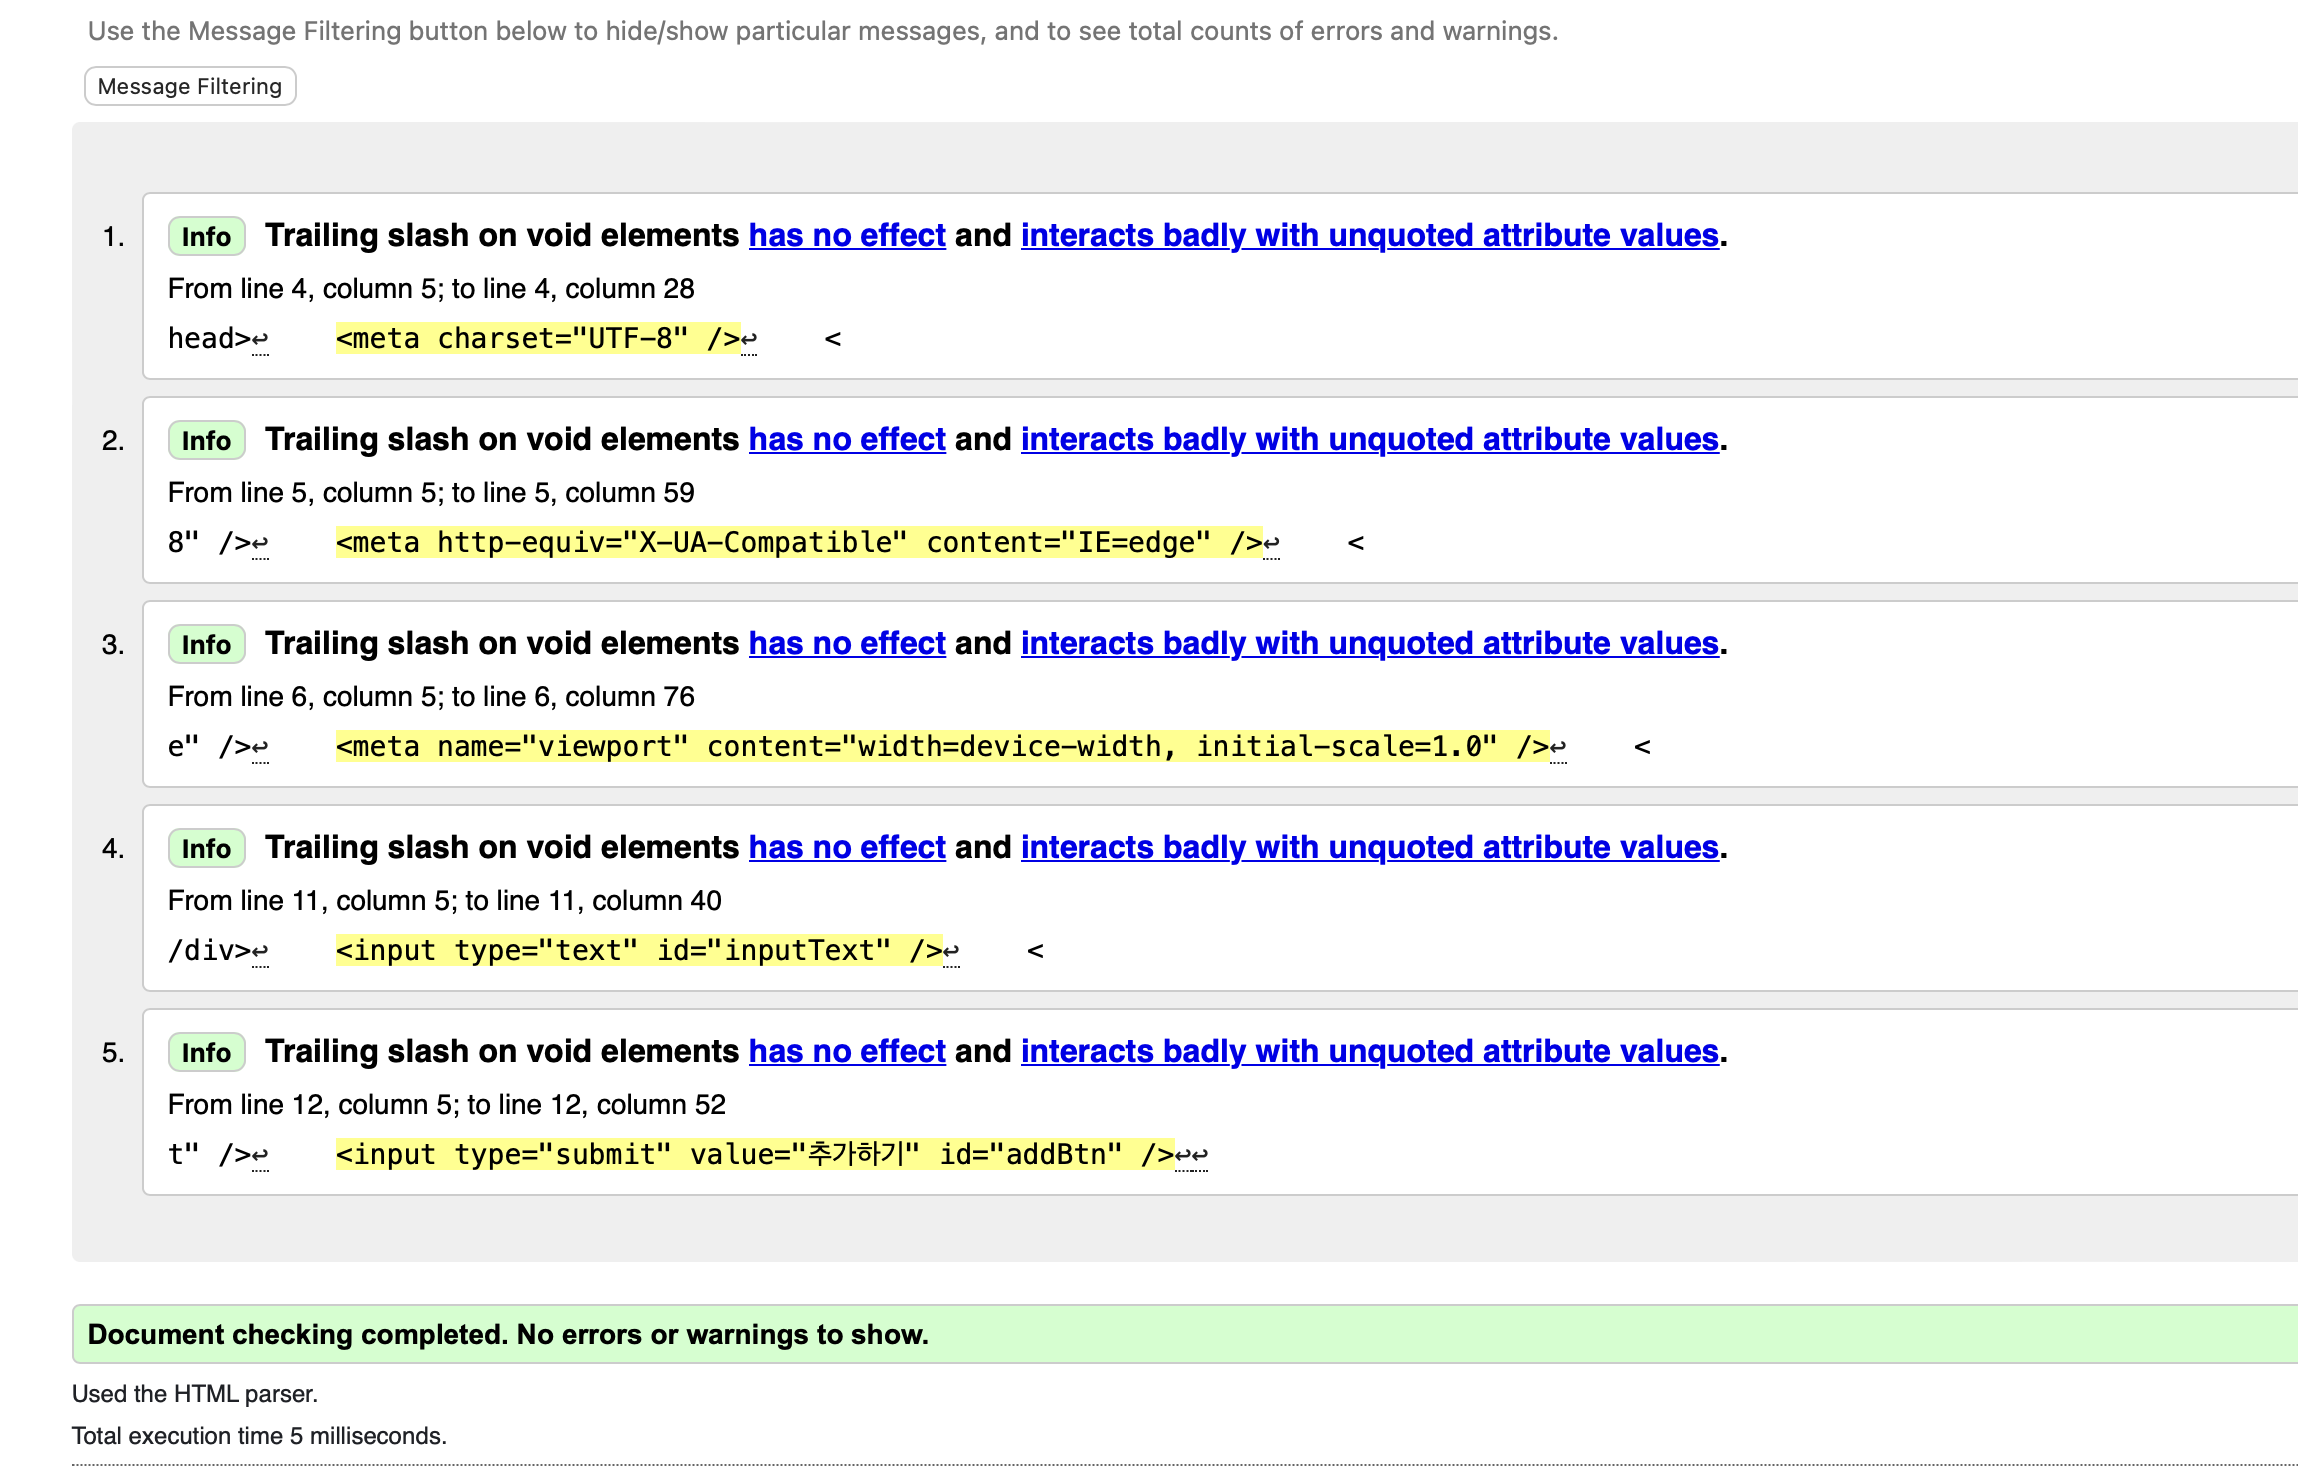 Use the Message Filtering button below to hide/show particular messages, and to see total counts of errors and warnings.
Message Filtering
1. Info Trailing slash on void elements has no effect and interacts badly with unquoted attribute values.
From line 4, column 5; to line 4, column 28
head>↩ <meta charset="UTF-8" />↩ <
2. Info Trailing slash on void elements has no effect and interacts badly with unquoted attribute values.
From line 5, column 5; to line 5, column 59
8" />↩ <meta http-equiv="X-UA-Compatible" content="IE=edge" />↩ <
3. Info Trailing slash on void elements has no effect and interacts badly with unquoted attribute values.
From line 6, column 5; to line 6, column 76
e" />↩ <meta name="viewport" content="width=device-width, initial-scale=1.0" />↩ <
4. Info Trailing slash on void elements has no effect and interacts badly with unquoted attribute values.
From line 11, column 5; to line 11, column 40
/div>↩ <input type="text" id="inputText" />↩ <
5. Info Trailing slash on void elements has no effect and interacts badly with unquoted attribute values.
From line 12, column 5; to line 12, column 52
t" />↩ <input type="submit" value="추가하기" id="addBtn" />↩↩
Document checking completed. No errors or warnings to show.
Used the HTML parser.
Total execution time 5 milliseconds.